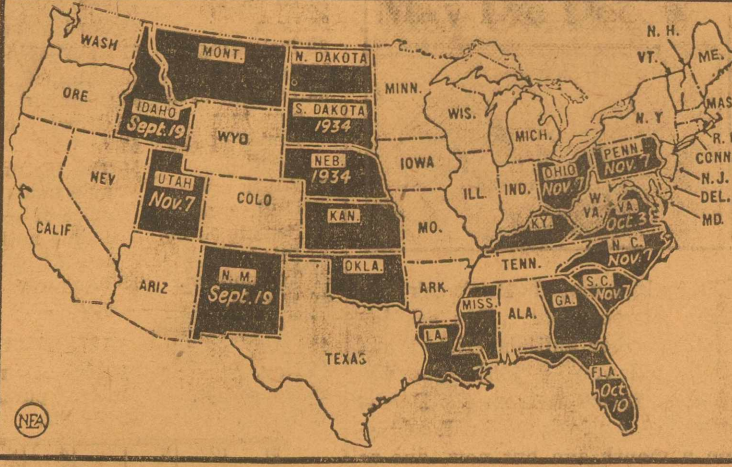 WASH
MONT.
N. DAKOTA
MINN.
N. H.
VT.
ME.
ORE
IDAHO
Sept. 19
WYO
S. DAKOTA
1934
WIS.
MICH.
N. Y
MAS
R. I
CONN
N. J.
DEL.
MD.
NEV
UTAH
Nov. 7
COLO
NEB.
1934
IOWA
ILL.
IND.
OHIO
Nov. 7
PENN.
Nov. 7
W.
VA.
VA.
Oct. 3
CALIF
KAN.
MO.
KY.
ARIZ
N. M.
Sept. 19
OKLA.
ARK.
TENN.
N. C.
Nov. 7
S.C.
Nov. 7
TEXAS
LA.
MISS.
ALA.
GA.
FLA.
Oct
10
NEA